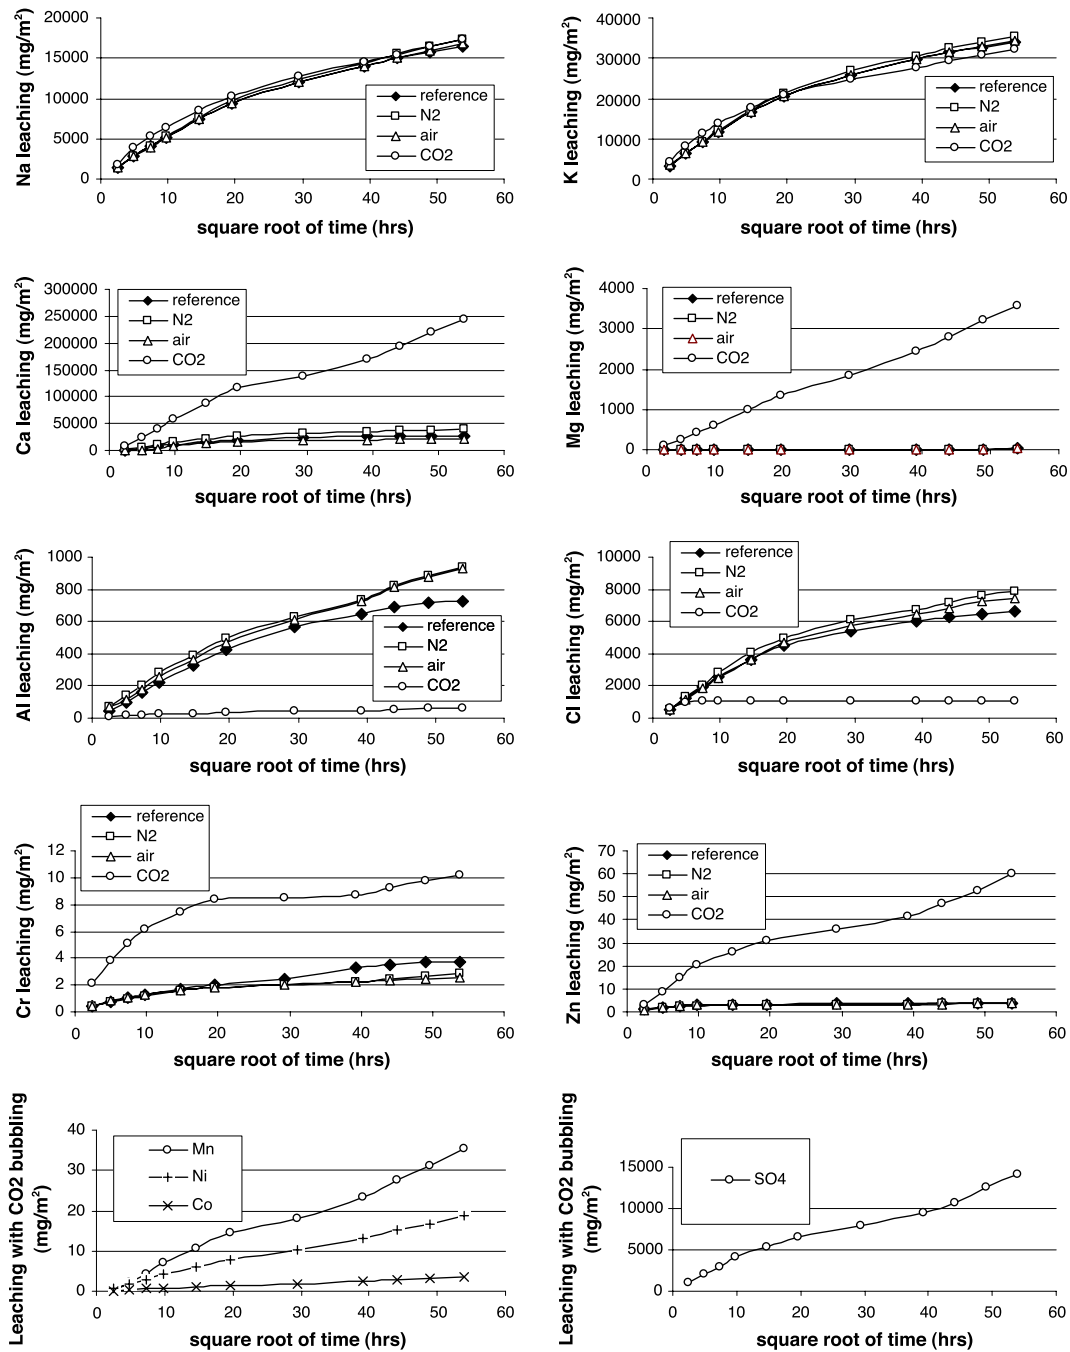 Na leaching (mg/m²)
20000
15000
10000
5000
0
0 10 20 30 40 50 60
square root of time (hrs)
reference
N2
air
CO2
K leaching (mg/m²)
40000
30000
20000
10000
0
0 10 20 30 40 50 60
square root of time (hrs)
reference
N2
air
CO2
Ca leaching (mg/m²)
300000
250000
200000
150000
100000
50000
0
0 10 20 30 40 50 60
square root of time (hrs)
reference
N2
air
CO2
Mg leaching (mg/m²)
4000
3000
2000
1000
0
0 10 20 30 40 50 60
square root of time (hrs)
reference
N2
air
CO2
Al leaching (mg/m²)
1000
800
600
400
200
0
0 10 20 30 40 50 60
square root of time (hrs)
reference
N2
air
CO2
Cl leaching (mg/m²)
10000
8000
6000
4000
2000
0
0 10 20 30 40 50 60
square root of time (hrs)
reference
N2
air
CO2
Cr leaching (mg/m²)
12
10
8
6
4
2
0
0 10 20 30 40 50 60
square root of time (hrs)
reference
N2
air
CO2
Zn leaching (mg/m²)
70
60
50
40
30
20
10
0
0 10 20 30 40 50 60
square root of time (hrs)
reference
N2
air
CO2
Leaching with CO2 bubbling
(mg/m²)
40
30
20
10
0
0 10 20 30 40 50 60
square root of time (hrs)
Mn
Ni
Co
Leaching with CO2 bubbling
(mg/m²)
15000
10000
5000
0
0 10 20 30 40 50 60
square root of time (hrs)
SO4